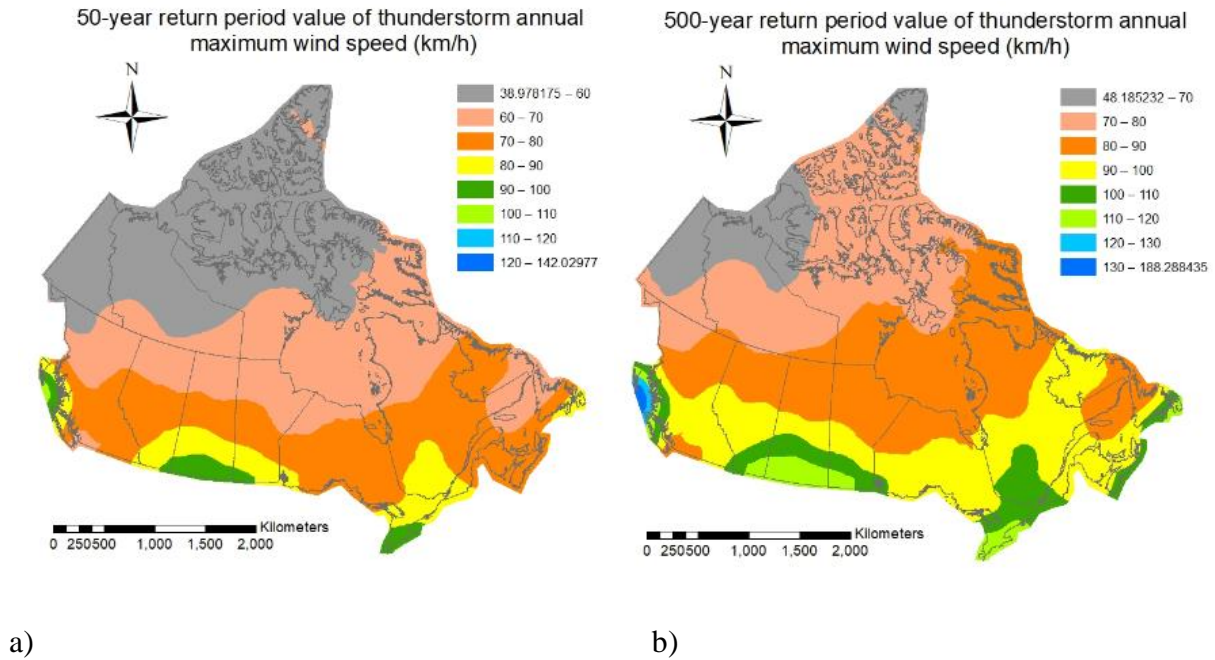 50-year return period value of thunderstorm annual
maximum wind speed (km/h)
N
38.978175 – 60
60 – 70
70 – 80
80 – 90
90 – 100
100 – 110
110 – 120
120 – 142.02977
Kilometers
0 250500 1,000 1,500 2,000
a)
500-year return period value of thunderstorm annual
maximum wind speed (km/h)
N
48.185232 – 70
70 – 80
80 – 90
90 – 100
100 – 110
110 – 120
120 – 130
130 – 188.288435
Kilometers
0 250500 1,000 1,500 2,000
b)